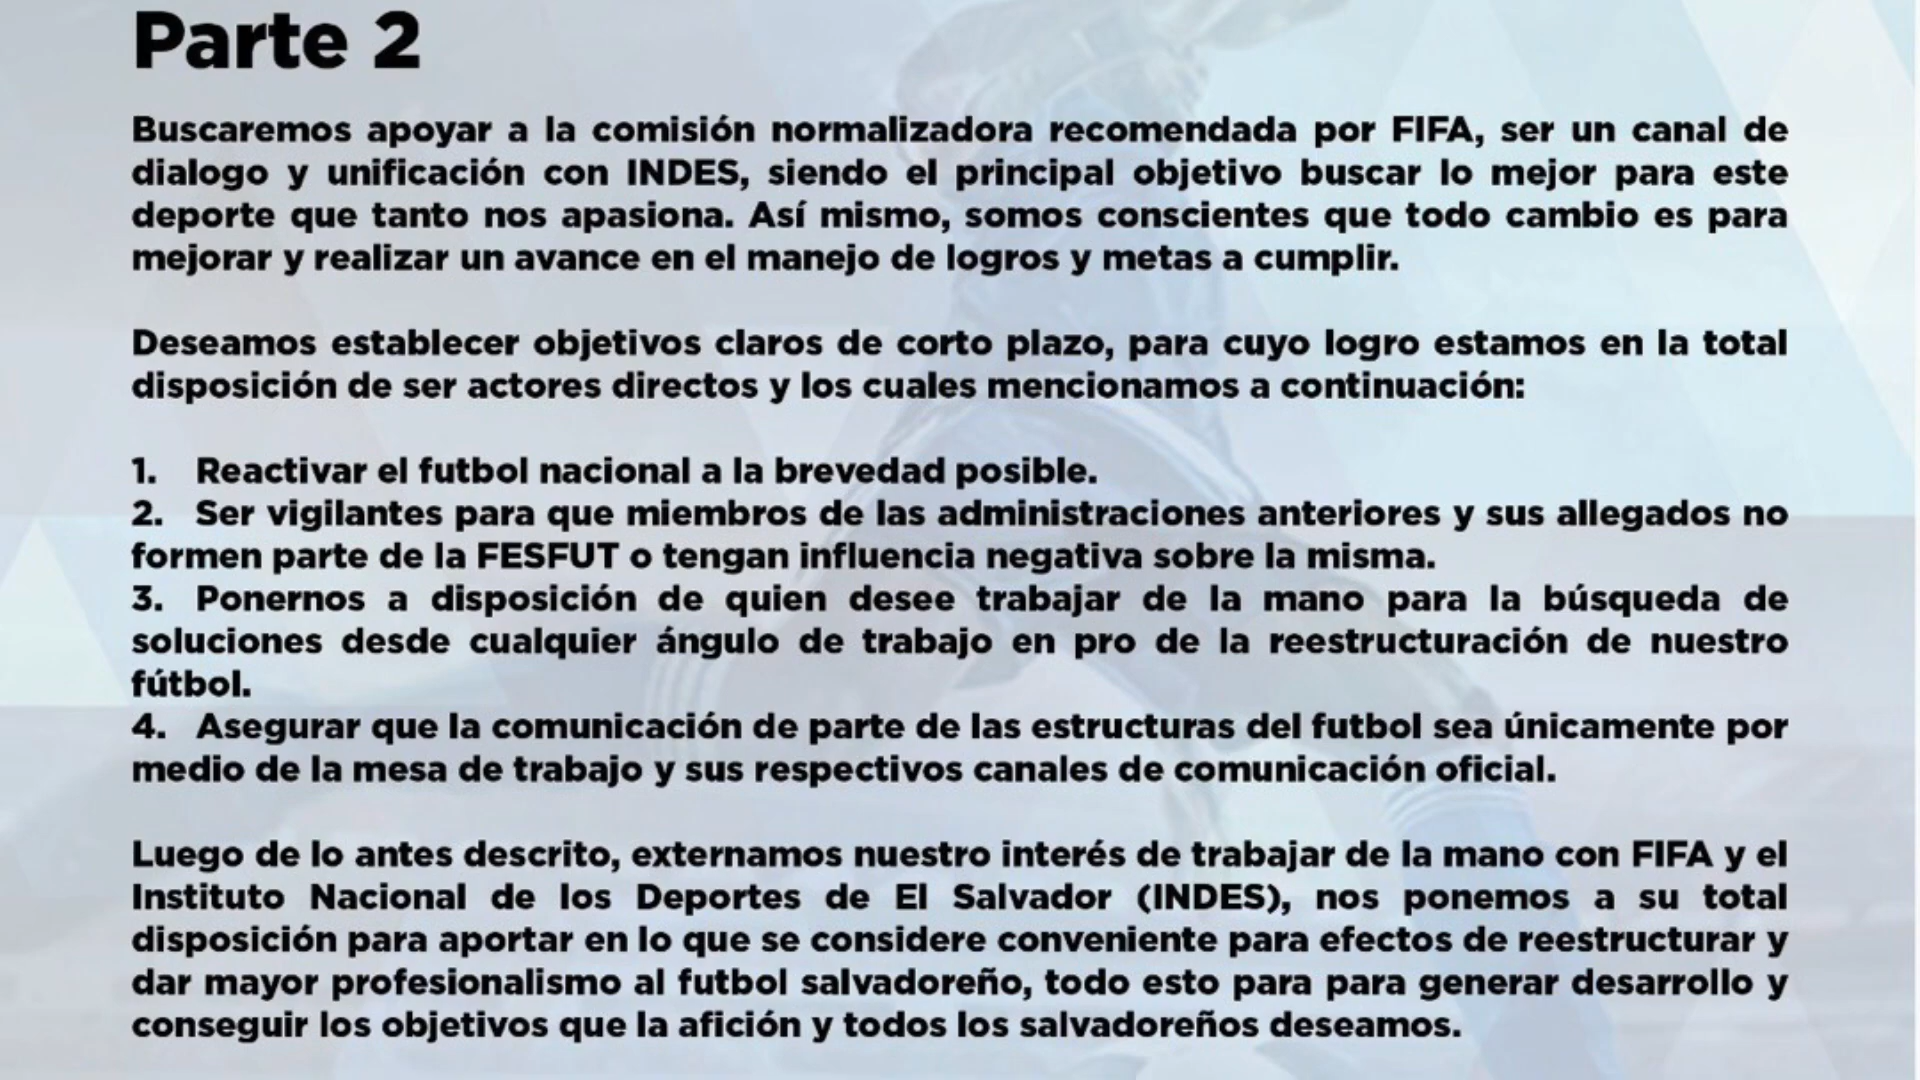 Parte 2
Buscaremos apoyar a la comisión normalizadora recomendada por FIFA, ser un canal de
dialogo y unificación con INDES, siendo el principal objetivo buscar lo mejor para este
deporte que tanto nos apasiona. Así mismo, somos conscientes que todo cambio es para
mejorar y realizar un avance en el manejo de logros y metas a cumplir.
Deseamos establecer objetivos claros de corto plazo, para cuyo logro estamos en la total
disposición de ser actores directos y los cuales mencionamos a continuación:
1. Reactivar el futbol nacional a la brevedad posible.
2. Ser vigilantes para que miembros de las administraciones anteriores y sus allegados no
formen parte de la FESFUT o tengan influencia negativa sobre la misma.
3. Ponernos a disposición de quien desee trabajar de la mano para la búsqueda de
soluciones desde cualquier ángulo de trabajo en pro de la reestructuración de nuestro
fútbol.
4. Asegurar que la comunicación de parte de las estructuras del futbol sea únicamente por
medio de la mesa de trabajo y sus respectivos canales de comunicación oficial.
Luego de lo antes descrito, externamos nuestro interés de trabajar de la mano con FIFA y el
Instituto Nacional de los Deportes de El Salvador (INDES), nos ponemos a su total
disposición para aportar en lo que se considere conveniente para efectos de reestructurar y
dar mayor profesionalismo al futbol salvadoreño, todo esto para para generar desarrollo y
conseguir los objetivos que la afición y todos los salvadoreños deseamos.